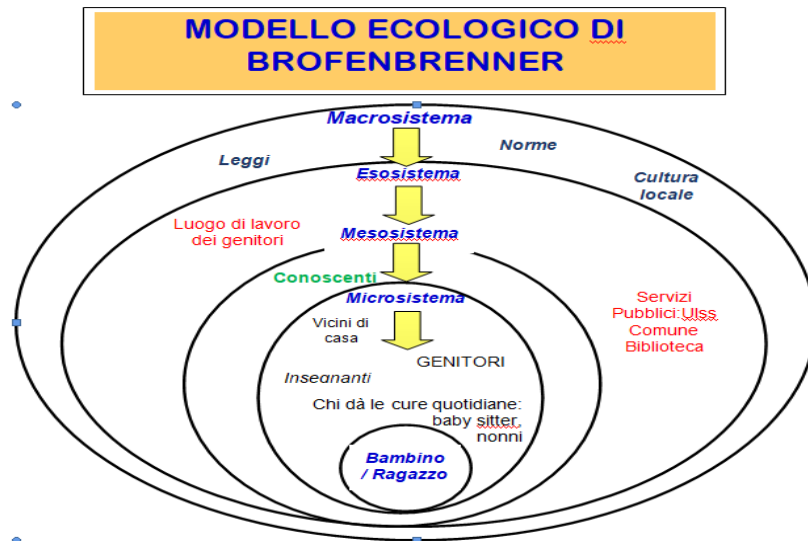 MODELLO ECOLOGICO DI
BROFENBRENNER
Macrosistema
Leggi
Norme
Cultura
locale
Esosistema
Luogo di lavoro
dei genitori
Mesosistema
Conoscenti
Servizi
Pubblici:Ulss
Comune
Biblioteca
Microsistema
Vicini di
casa
GENITORI
Insegnanti
Chi dà le cure quotidiane:
baby sitter,
nonni
Bambino
/ Ragazzo